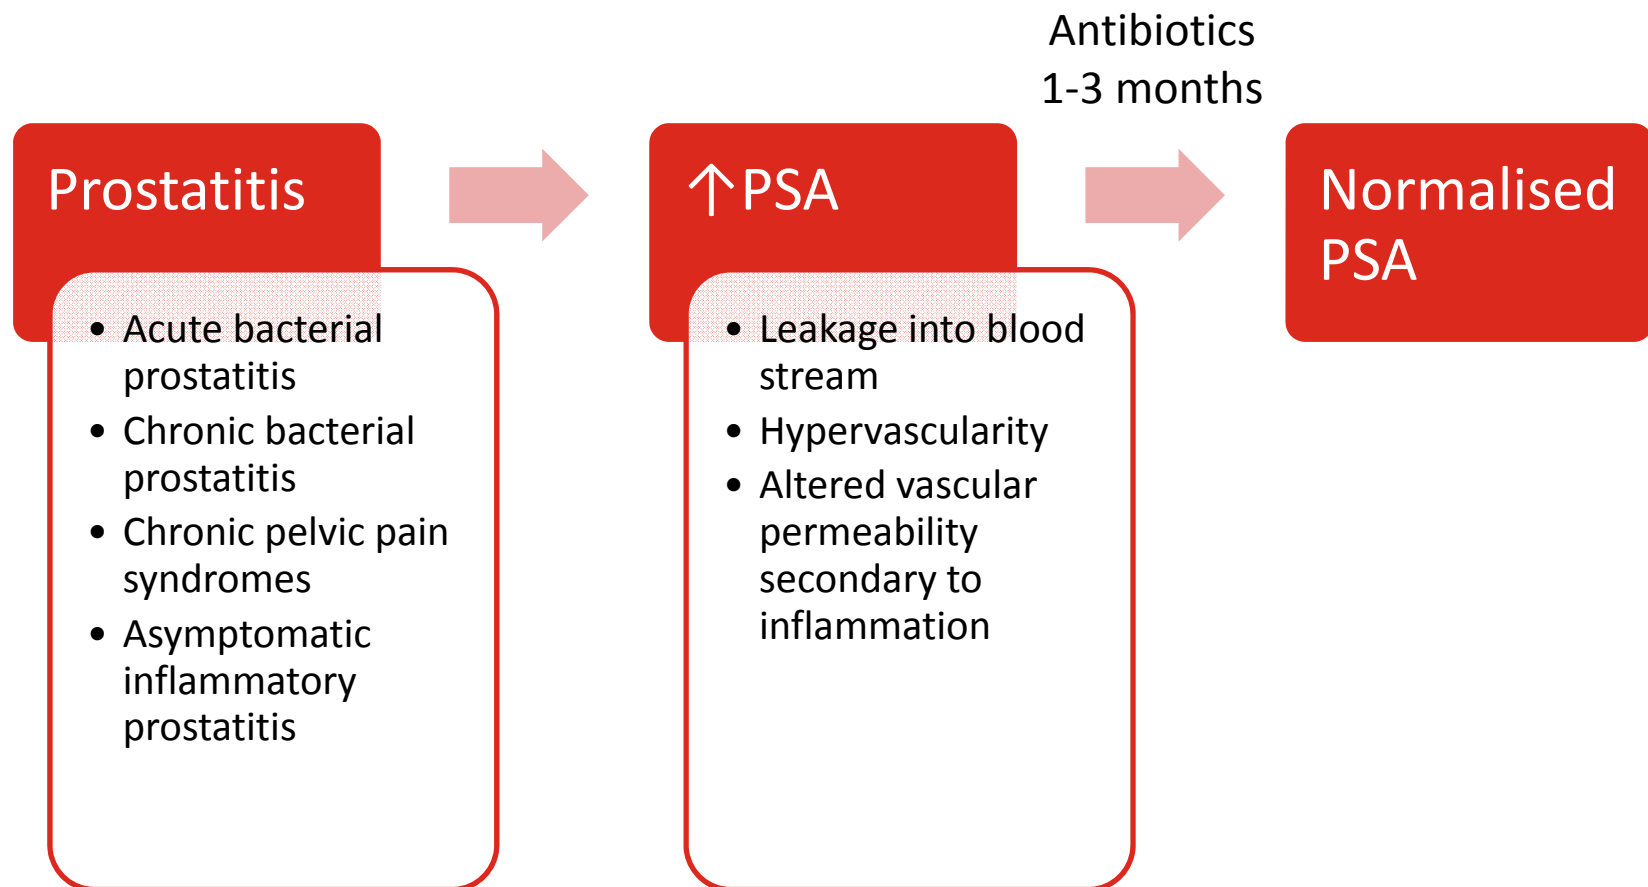 Antibiotics
1-3 months
Prostatitis
• Acute bacterial
prostatitis
• Chronic bacterial
prostatitis
• Chronic pelvic pain
syndromes
• Asymptomatic
inflammatory
prostatitis
↑PSA
• Leakage into blood
stream
• Hypervascularity
• Altered vascular
permeability
secondary to
inflammation
Normalised
PSA